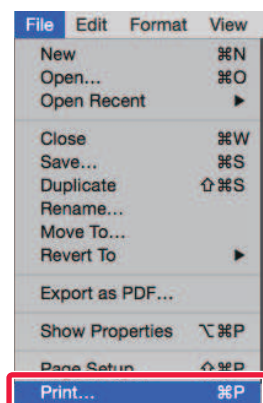 File Edit Format View
New ⌘N
Open... ⌘O
Open Recent ▶
Close ⌘W
Save... ⌘S
Duplicate ⇧⌘S
Rename...
Move To...
Revert To ▶
Export as PDF...
Show Properties ⌥⌘P
Page Setup ⇧⌘P
Print... ⌘P